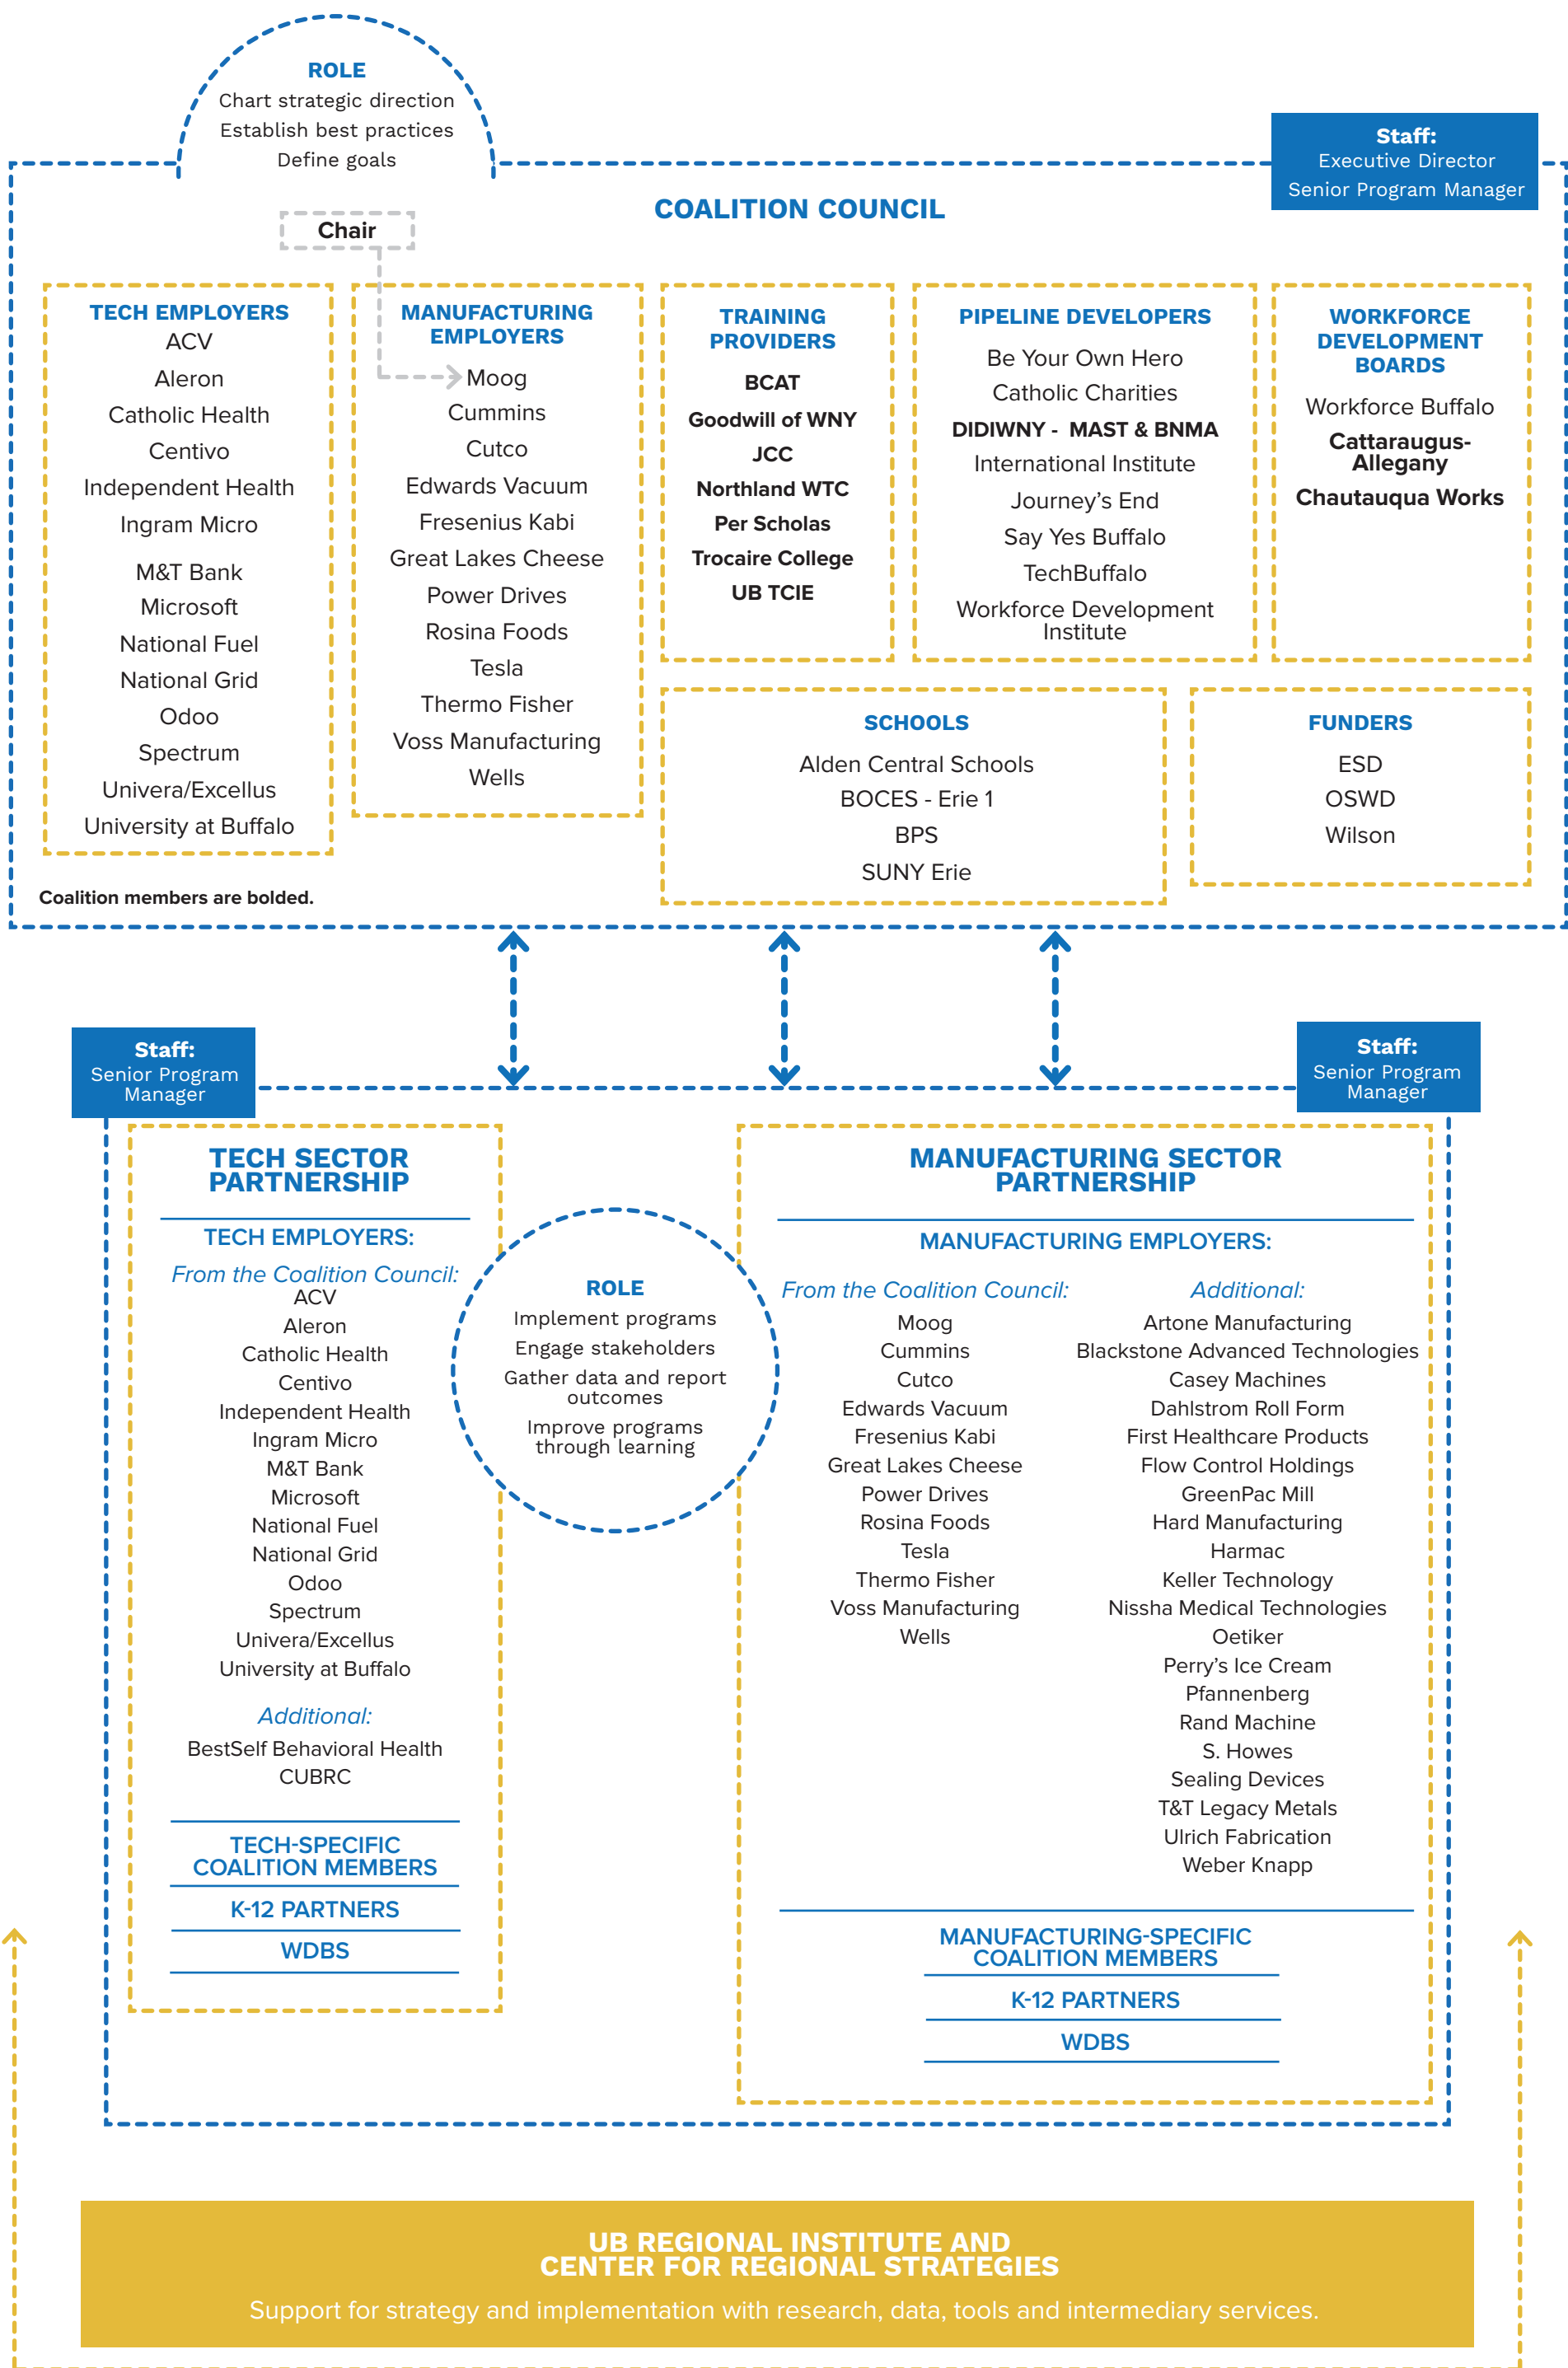 ROLE
Chart strategic direction
Establish best practices
Define goals
Staff:
Executive Director
Senior Program Manager
COALITION COUNCIL
Chair
TECH EMPLOYERS
ACV
Aleron
Catholic Health
Centivo
Independent Health
Ingram Micro
M&T Bank
Microsoft
National Fuel
National Grid
Odoo
Spectrum
Univera/Excellus
University at Buffalo
MANUFACTURING
EMPLOYERS
Moog
Cummins
Cutco
Edwards Vacuum
Fresenius Kabi
Great Lakes Cheese
Power Drives
Rosina Foods
Tesla
Thermo Fisher
Voss Manufacturing
Wells
TRAINING
PROVIDERS
BCAT
Goodwill of WNY
JCC
Northland WTC
Per Scholas
Trocaire College
UB TCIE
PIPELINE DEVELOPERS
Be Your Own Hero
Catholic Charities
DIDIWNY - MAST & BNMA
International Institute
Journey’s End
Say Yes Buffalo
TechBuffalo
Workforce Development
Institute
WORKFORCE
DEVELOPMENT
BOARDS
Workforce Buffalo
Cattaraugus-
Allegany
Chautauqua Works
SCHOOLS
Alden Central Schools
BOCES - Erie 1
BPS
SUNY Erie
FUNDERS
ESD
OSWD
Wilson
Coalition members are bolded.
Staff:
Senior Program
Manager
Staff:
Senior Program
Manager
TECH SECTOR
PARTNERSHIP
TECH EMPLOYERS:
From the Coalition Council:
ACV
Aleron
Catholic Health
Centivo
Independent Health
Ingram Micro
M&T Bank
Microsoft
National Fuel
National Grid
Odoo
Spectrum
Univera/Excellus
University at Buffalo
Additional:
BestSelf Behavioral Health
CUBRC
TECH-SPECIFIC
COALITION MEMBERS
K-12 PARTNERS
WDBS
ROLE
Implement programs
Engage stakeholders
Gather data and report
outcomes
Improve programs
through learning
MANUFACTURING SECTOR
PARTNERSHIP
MANUFACTURING EMPLOYERS:
From the Coalition Council:
Moog
Cummins
Cutco
Edwards Vacuum
Fresenius Kabi
Great Lakes Cheese
Power Drives
Rosina Foods
Tesla
Thermo Fisher
Voss Manufacturing
Wells
Additional:
Artone Manufacturing
Blackstone Advanced Technologies
Casey Machines
Dahlstrom Roll Form
First Healthcare Products
Flow Control Holdings
GreenPac Mill
Hard Manufacturing
Harmac
Keller Technology
Nissha Medical Technologies
Oetiker
Perry’s Ice Cream
Pfannenberg
Rand Machine
S. Howes
Sealing Devices
T&T Legacy Metals
Ulrich Fabrication
Weber Knapp
MANUFACTURING-SPECIFIC
COALITION MEMBERS
K-12 PARTNERS
WDBS
UB REGIONAL INSTITUTE AND
CENTER FOR REGIONAL STRATEGIES
Support for strategy and implementation with research, data, tools and intermediary services.